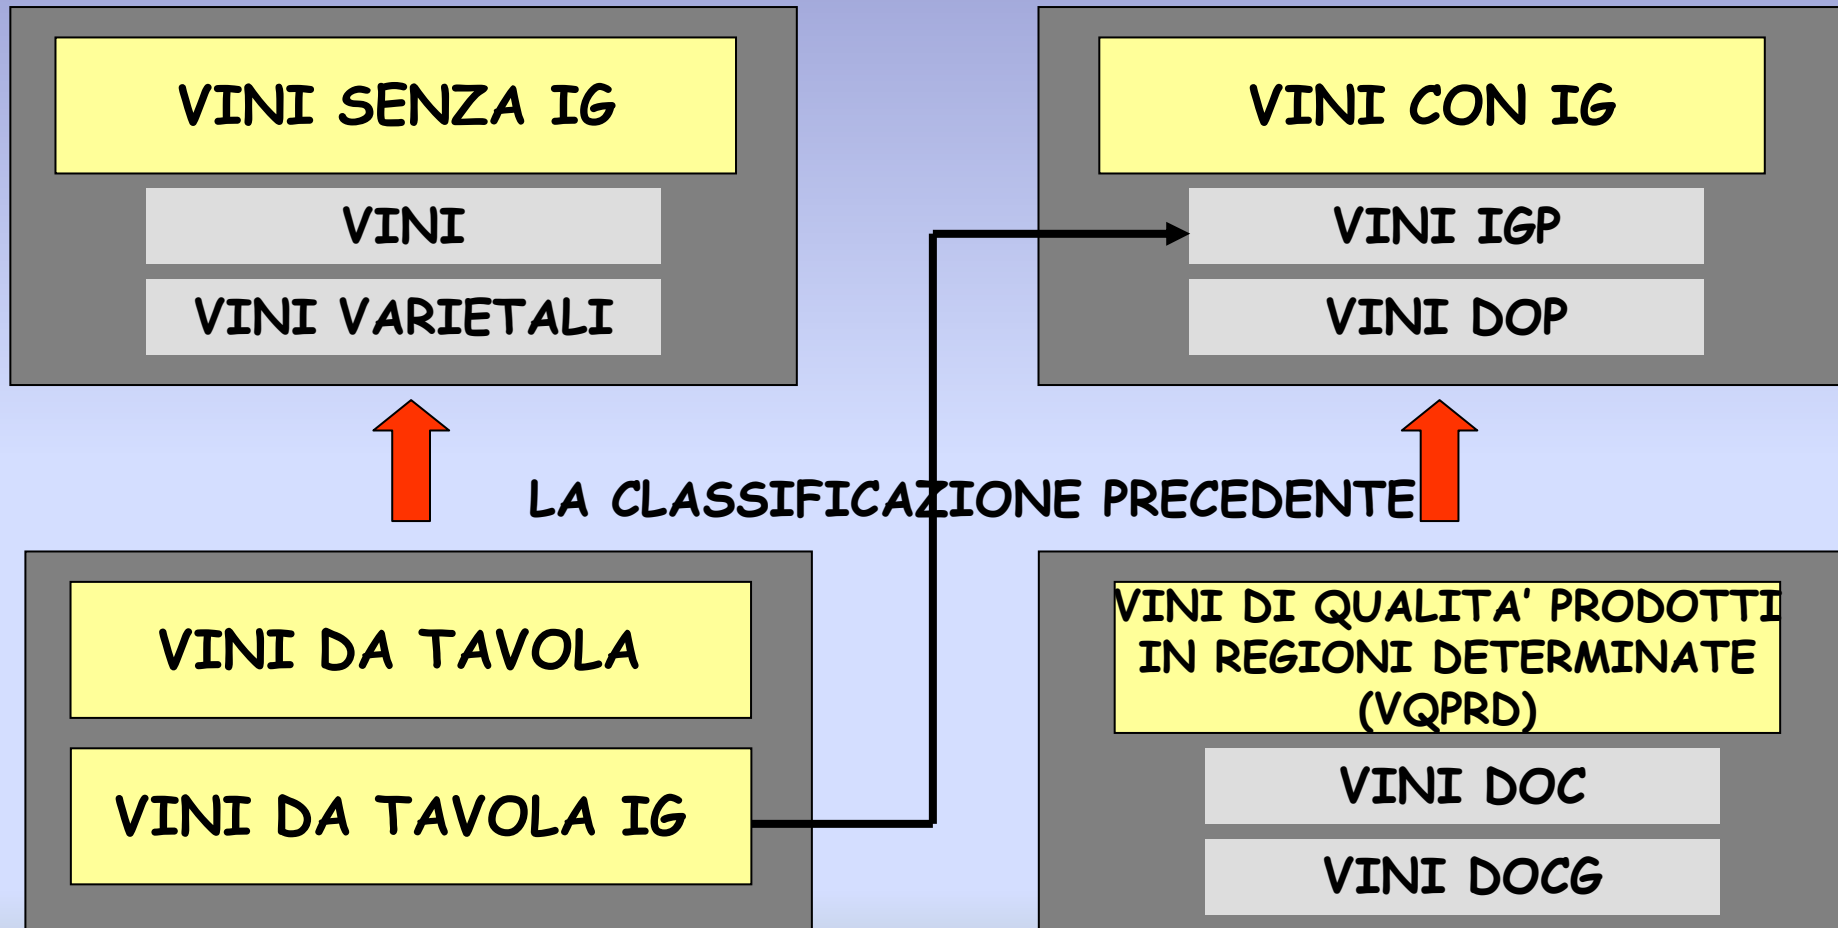 VINI SENZA IG
VINI
VINI VARIETALI
VINI CON IG
VINI IGP
VINI DOP
LA CLASSIFICAZIONE PRECEDENTE
VINI DA TAVOLA
VINI DA TAVOLA IG
VINI DI QUALITA' PRODOTTI
IN REGIONI DETERMINATE
(VQPRD)
VINI DOC
VINI DOCG